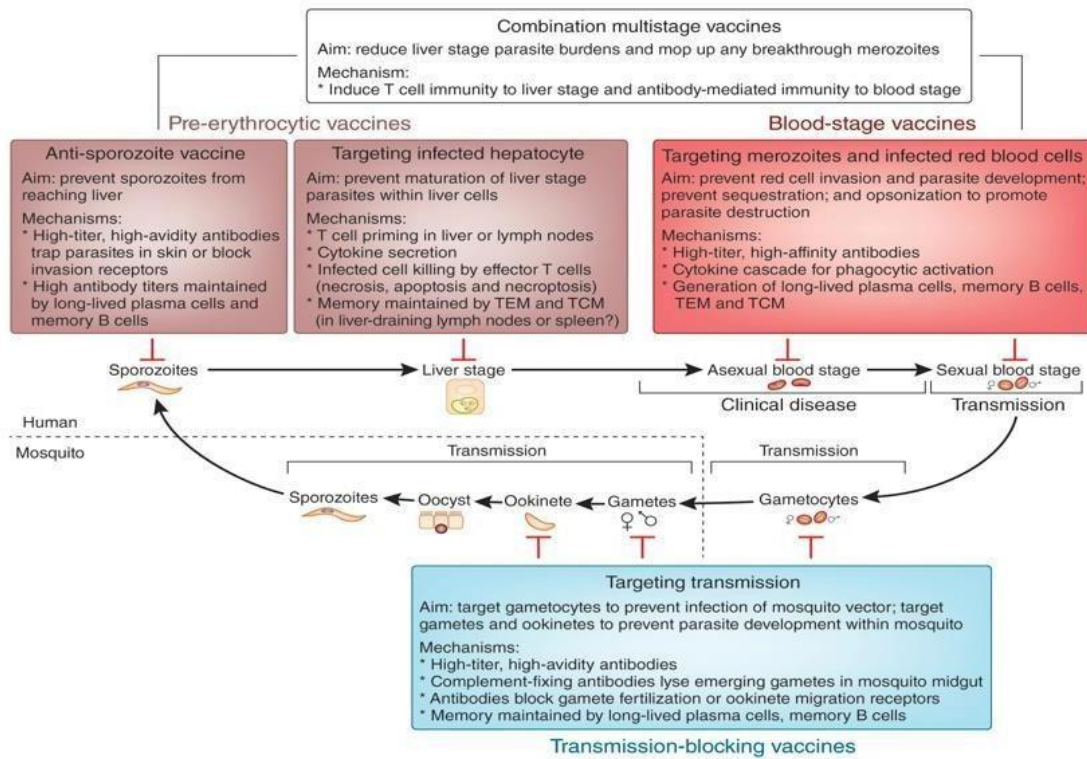 Combination multistage vaccines
Aim: reduce liver stage parasite burdens and mop up any breakthrough merozoites
Mechanism:
* Induce T cell immunity to liver stage and antibody-mediated immunity to blood stage
Pre-erythrocytic vaccines
Blood-stage vaccines
Anti-sporozoite vaccine
Aim: prevent sporozoites from
reaching liver
Mechanisms:
* High-titer, high-avidity antibodies
trap parasites in skin or block
invasion receptors
* High antibody titers maintained
by long-lived plasma cells and
memory B cells
Targeting infected hepatocyte
Aim: prevent maturation of liver stage
parasites within liver cells
Mechanisms:
* T cell priming in liver or lymph nodes
* Cytokine secretion
* Infected cell killing by effector T cells
(necrosis, apoptosis and necroptosis)
* Memory maintained by TEM and TCM
(in liver-draining lymph nodes or spleen?)
Targeting merozoites and infected red blood cells
Aim: prevent red cell invasion and parasite development;
prevent sequestration; and opsonization to promote
parasite destruction
Mechanisms:
* High-titer, high-affinity antibodies
* Cytokine cascade for phagocytic activation
* Generation of long-lived plasma cells, memory B cells,
TEM and TCM
Sporozoites
Liver stage
Asexual blood stage
Sexual blood stage
♀ ♂
Clinical disease
Transmission
Human
Mosquito
Transmission
Transmission
Sporozoites
Oocyst
Ookinete
Gametes
Gametocytes
♀ ♂
♀ ♂
Targeting transmission
Aim: target gametocytes to prevent infection of mosquito vector; target
gametes and ookinetes to prevent parasite development within mosquito
Mechanisms:
* High-titer, high-avidity antibodies
* Complement-fixing antibodies lyse emerging gametes in mosquito midgut
* Antibodies block gamete fertilization or ookinete migration receptors
* Memory maintained by long-lived plasma cells, memory B cells
Transmission-blocking vaccines